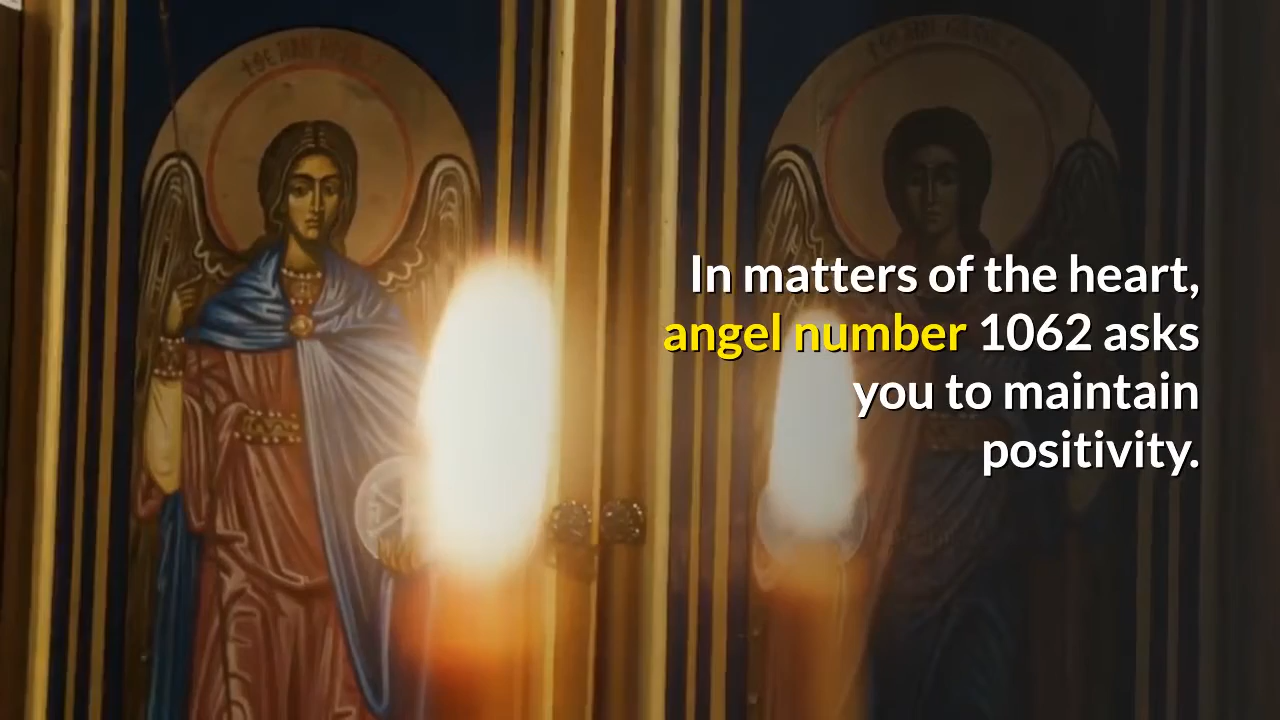 In matters of the heart,
angel number 1062 asks
you to maintain
positivity.